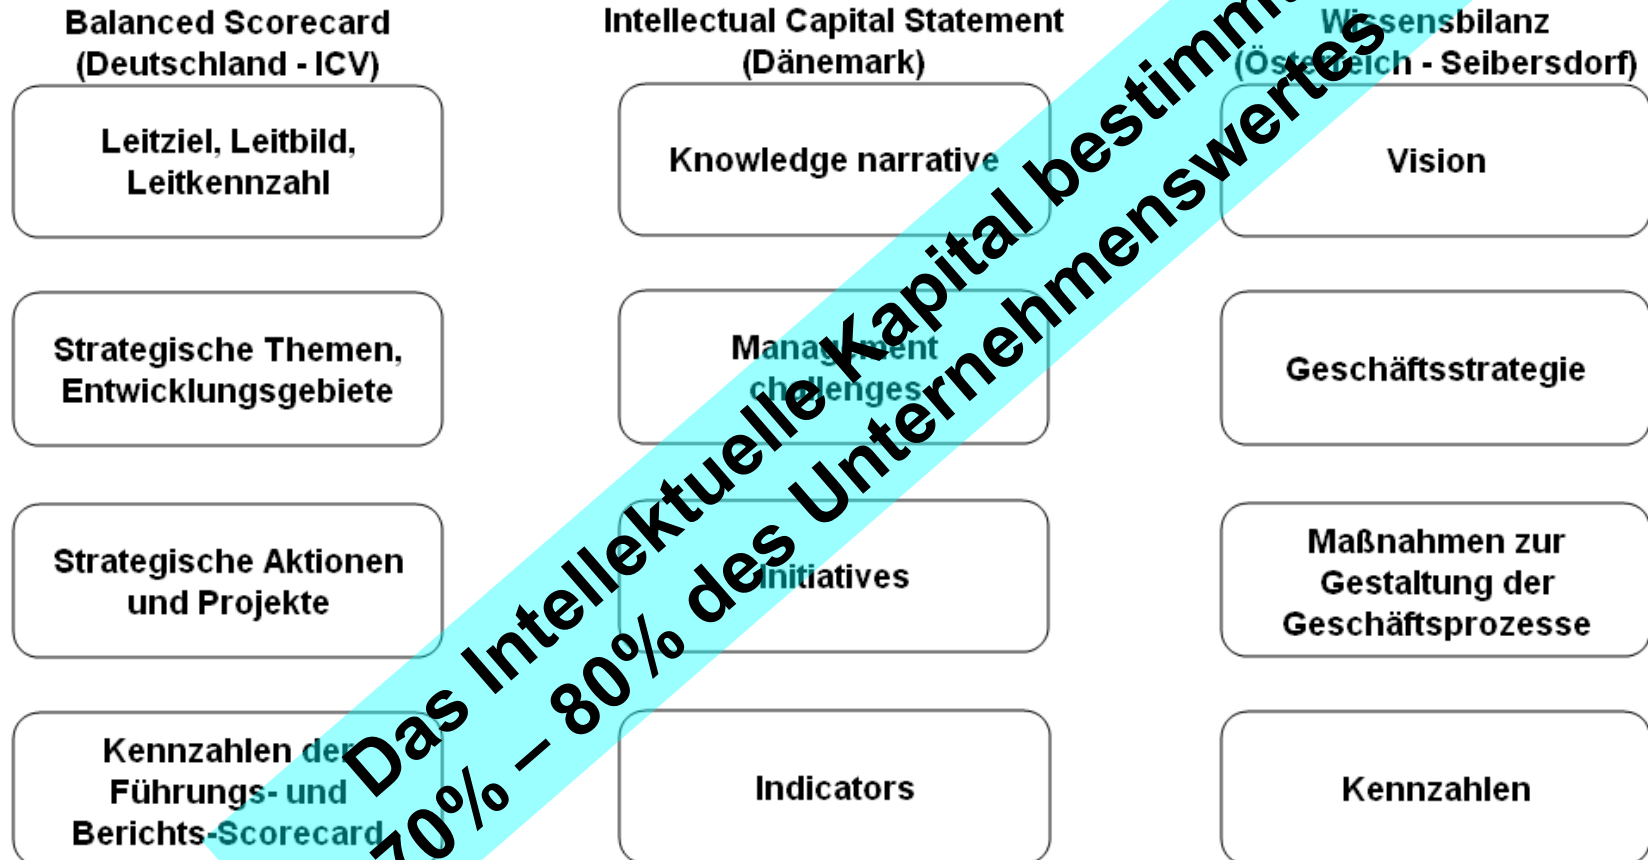 Balanced Scorecard
(Deutschland - ICV)
Leitziel, Leitbild,
Leitkennzahl
Strategische Themen,
Entwicklungsgebiete
Strategische Aktionen
und Projekte
Kennzahlen der
Führungs- und
Berichts-Scorecard
Intellectual Capital Statement
(Dänemark)
Knowledge narrative
Management
challenges
Initiatives
Indicators
Wissensbilanz
(Österreich - Seibersdorf)
Vision
Geschäftsstrategie
Maßnahmen zur
Gestaltung der
Geschäftsprozesse
Kennzahlen
Das Intellektuelle Kapital bestimm
70% – 80% des Unternehmenswertes